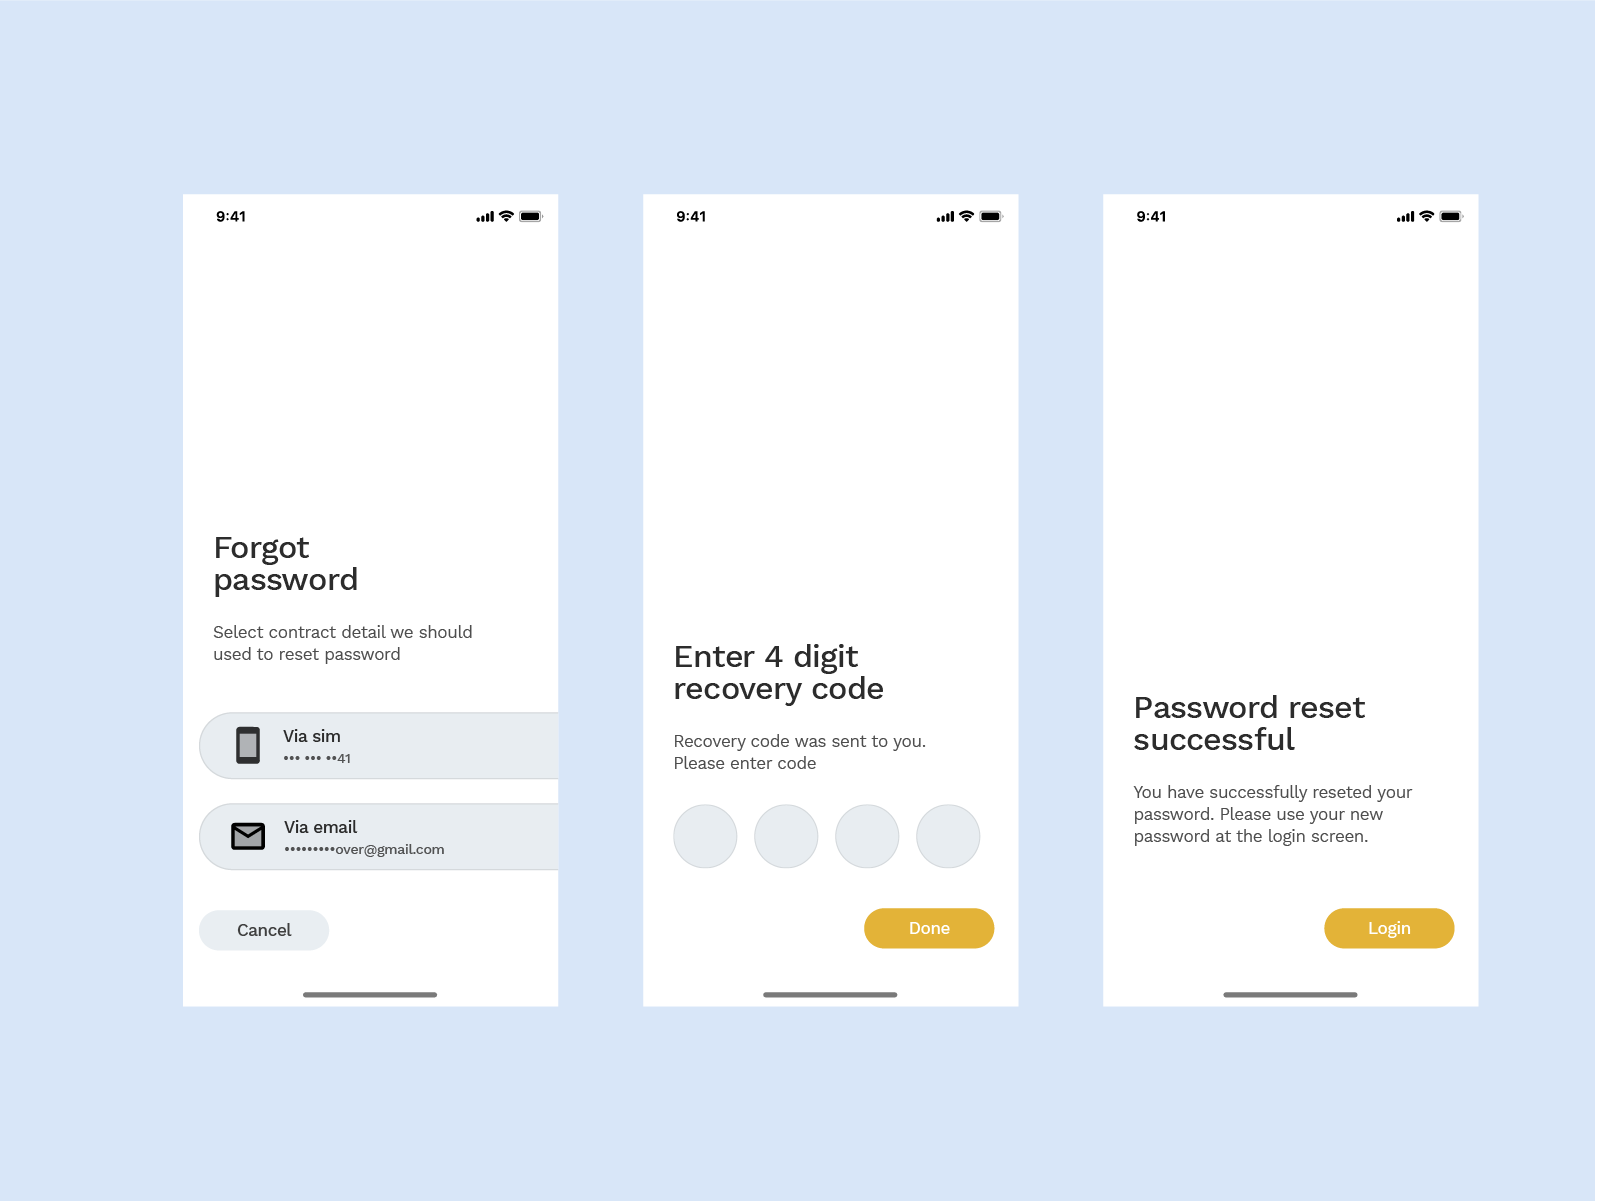 9:41
Forgot
password
Select contract detail we should
used to reset password
Via sim
••• ••• ••41
Via email
•••••••••over@gmail.com
Cancel
9:41
Enter 4 digit
recovery code
Recovery code was sent to you.
Please enter code
Done
9:41
Password reset
successful
You have successfully reseted your
password. Please use your new
password at the login screen.
Login